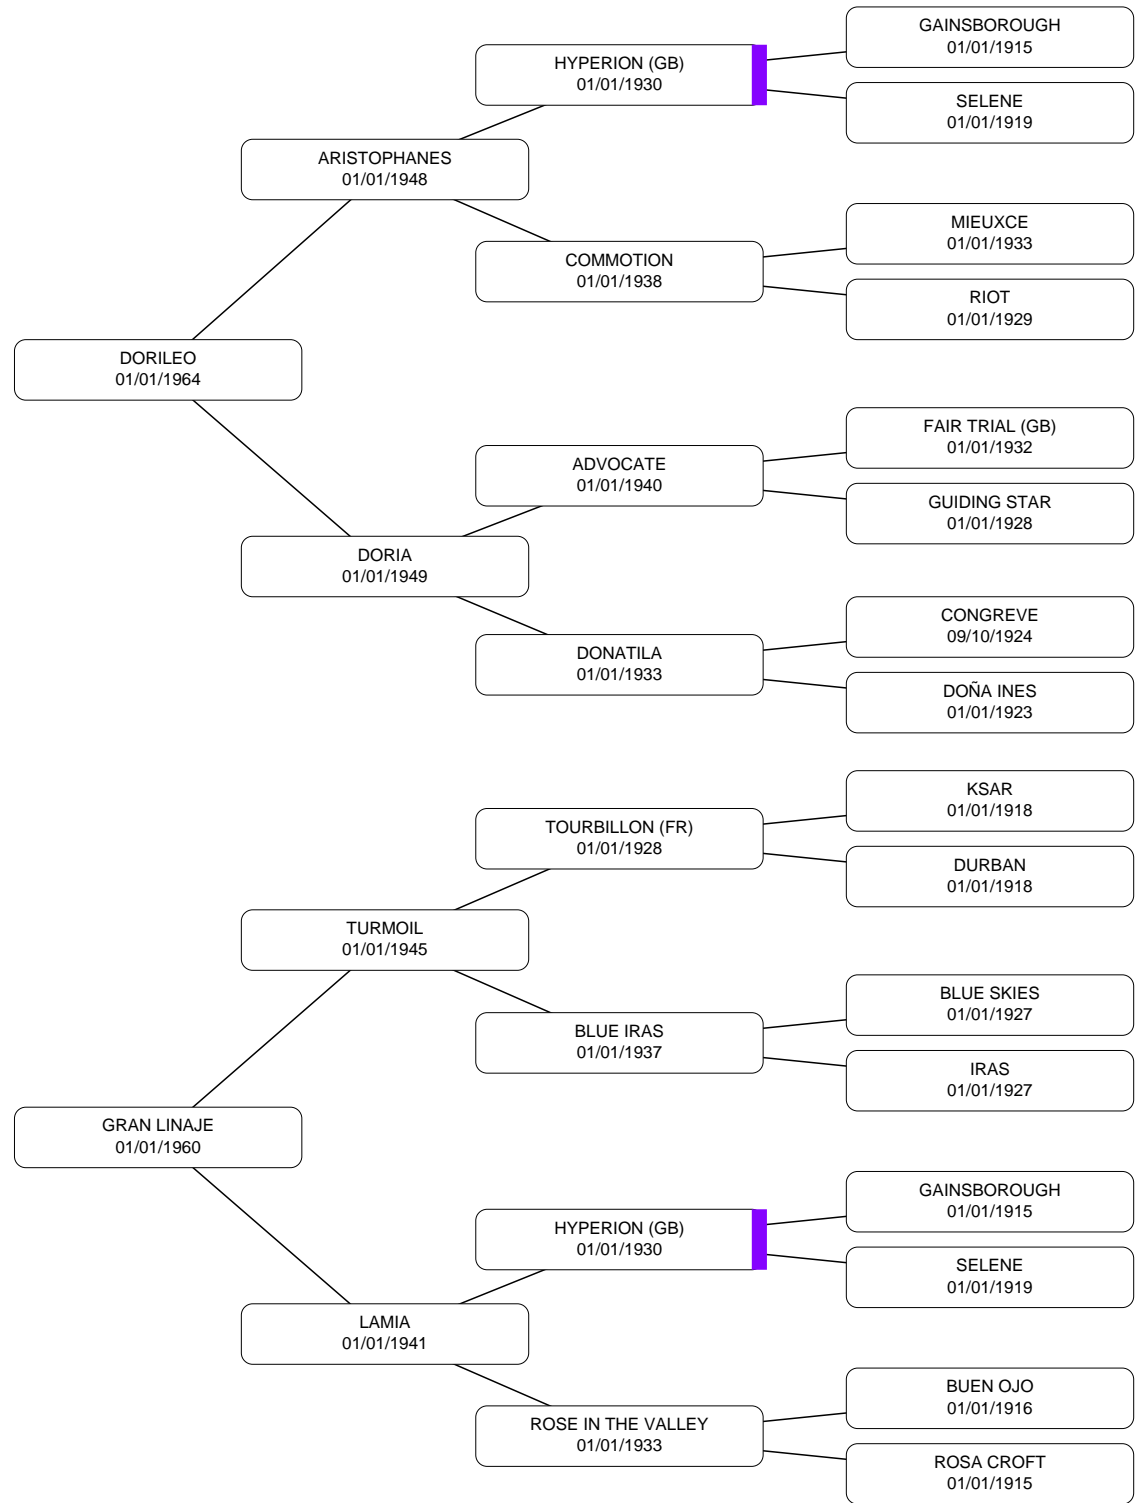 GAINSBOROUGH
01/01/1915
HYPERION (GB)
01/01/1930
SELENE
01/01/1919
ARISTOPHANES
01/01/1948
MIEUXCE
01/01/1933
COMMOTION
01/01/1938
RIOT
01/01/1929
DORILEO
01/01/1964
FAIR TRIAL (GB)
01/01/1932
ADVOCATE
01/01/1940
GUIDING STAR
01/01/1928
DORIA
01/01/1949
CONGREVE
09/10/1924
DONATILA
01/01/1933
DOÑA INES
01/01/1923
KSAR
01/01/1918
TOURBILLON (FR)
01/01/1928
DURBAN
01/01/1918
TURMOIL
01/01/1945
BLUE SKIES
01/01/1927
BLUE IRAS
01/01/1937
IRAS
01/01/1927
GRAN LINAJE
01/01/1960
GAINSBOROUGH
01/01/1915
HYPERION (GB)
01/01/1930
SELENE
01/01/1919
LAMIA
01/01/1941
BUEN OJO
01/01/1916
ROSE IN THE VALLEY
01/01/1933
ROSA CROFT
01/01/1915